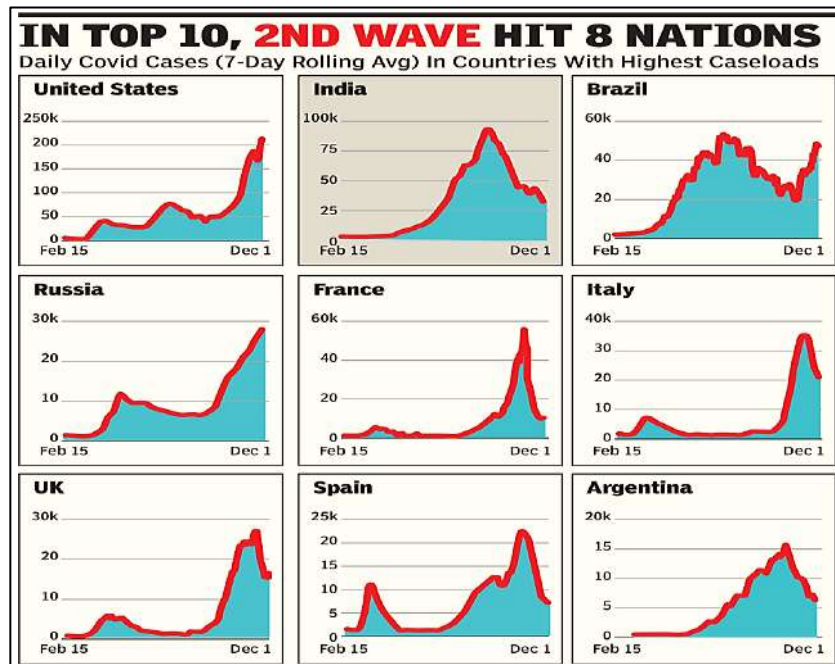 IN TOP 10, 2ND WAVE HIT 8 NATIONS
Daily Covid Cases (7-Day Rolling Avg) In Countries With Highest Caseloads
United States
250k
200
150
100
50
0
Feb 15 Dec 1
India
100k
75
50
25
0
Feb 15 Dec 1
Brazil
60k
40
20
0
Feb 15 Dec 1
Russia
30k
20
10
0
Feb 15 Dec 1
France
60k
40
20
0
Feb 15 Dec 1
Italy
40k
30
20
10
0
Feb 15 Dec 1
UK
30k
20
10
0
Feb 15 Dec 1
Spain
25k
20
15
10
5
0
Feb 15 Dec 1
Argentina
20k
15
10
5
0
Feb 15 Dec 1